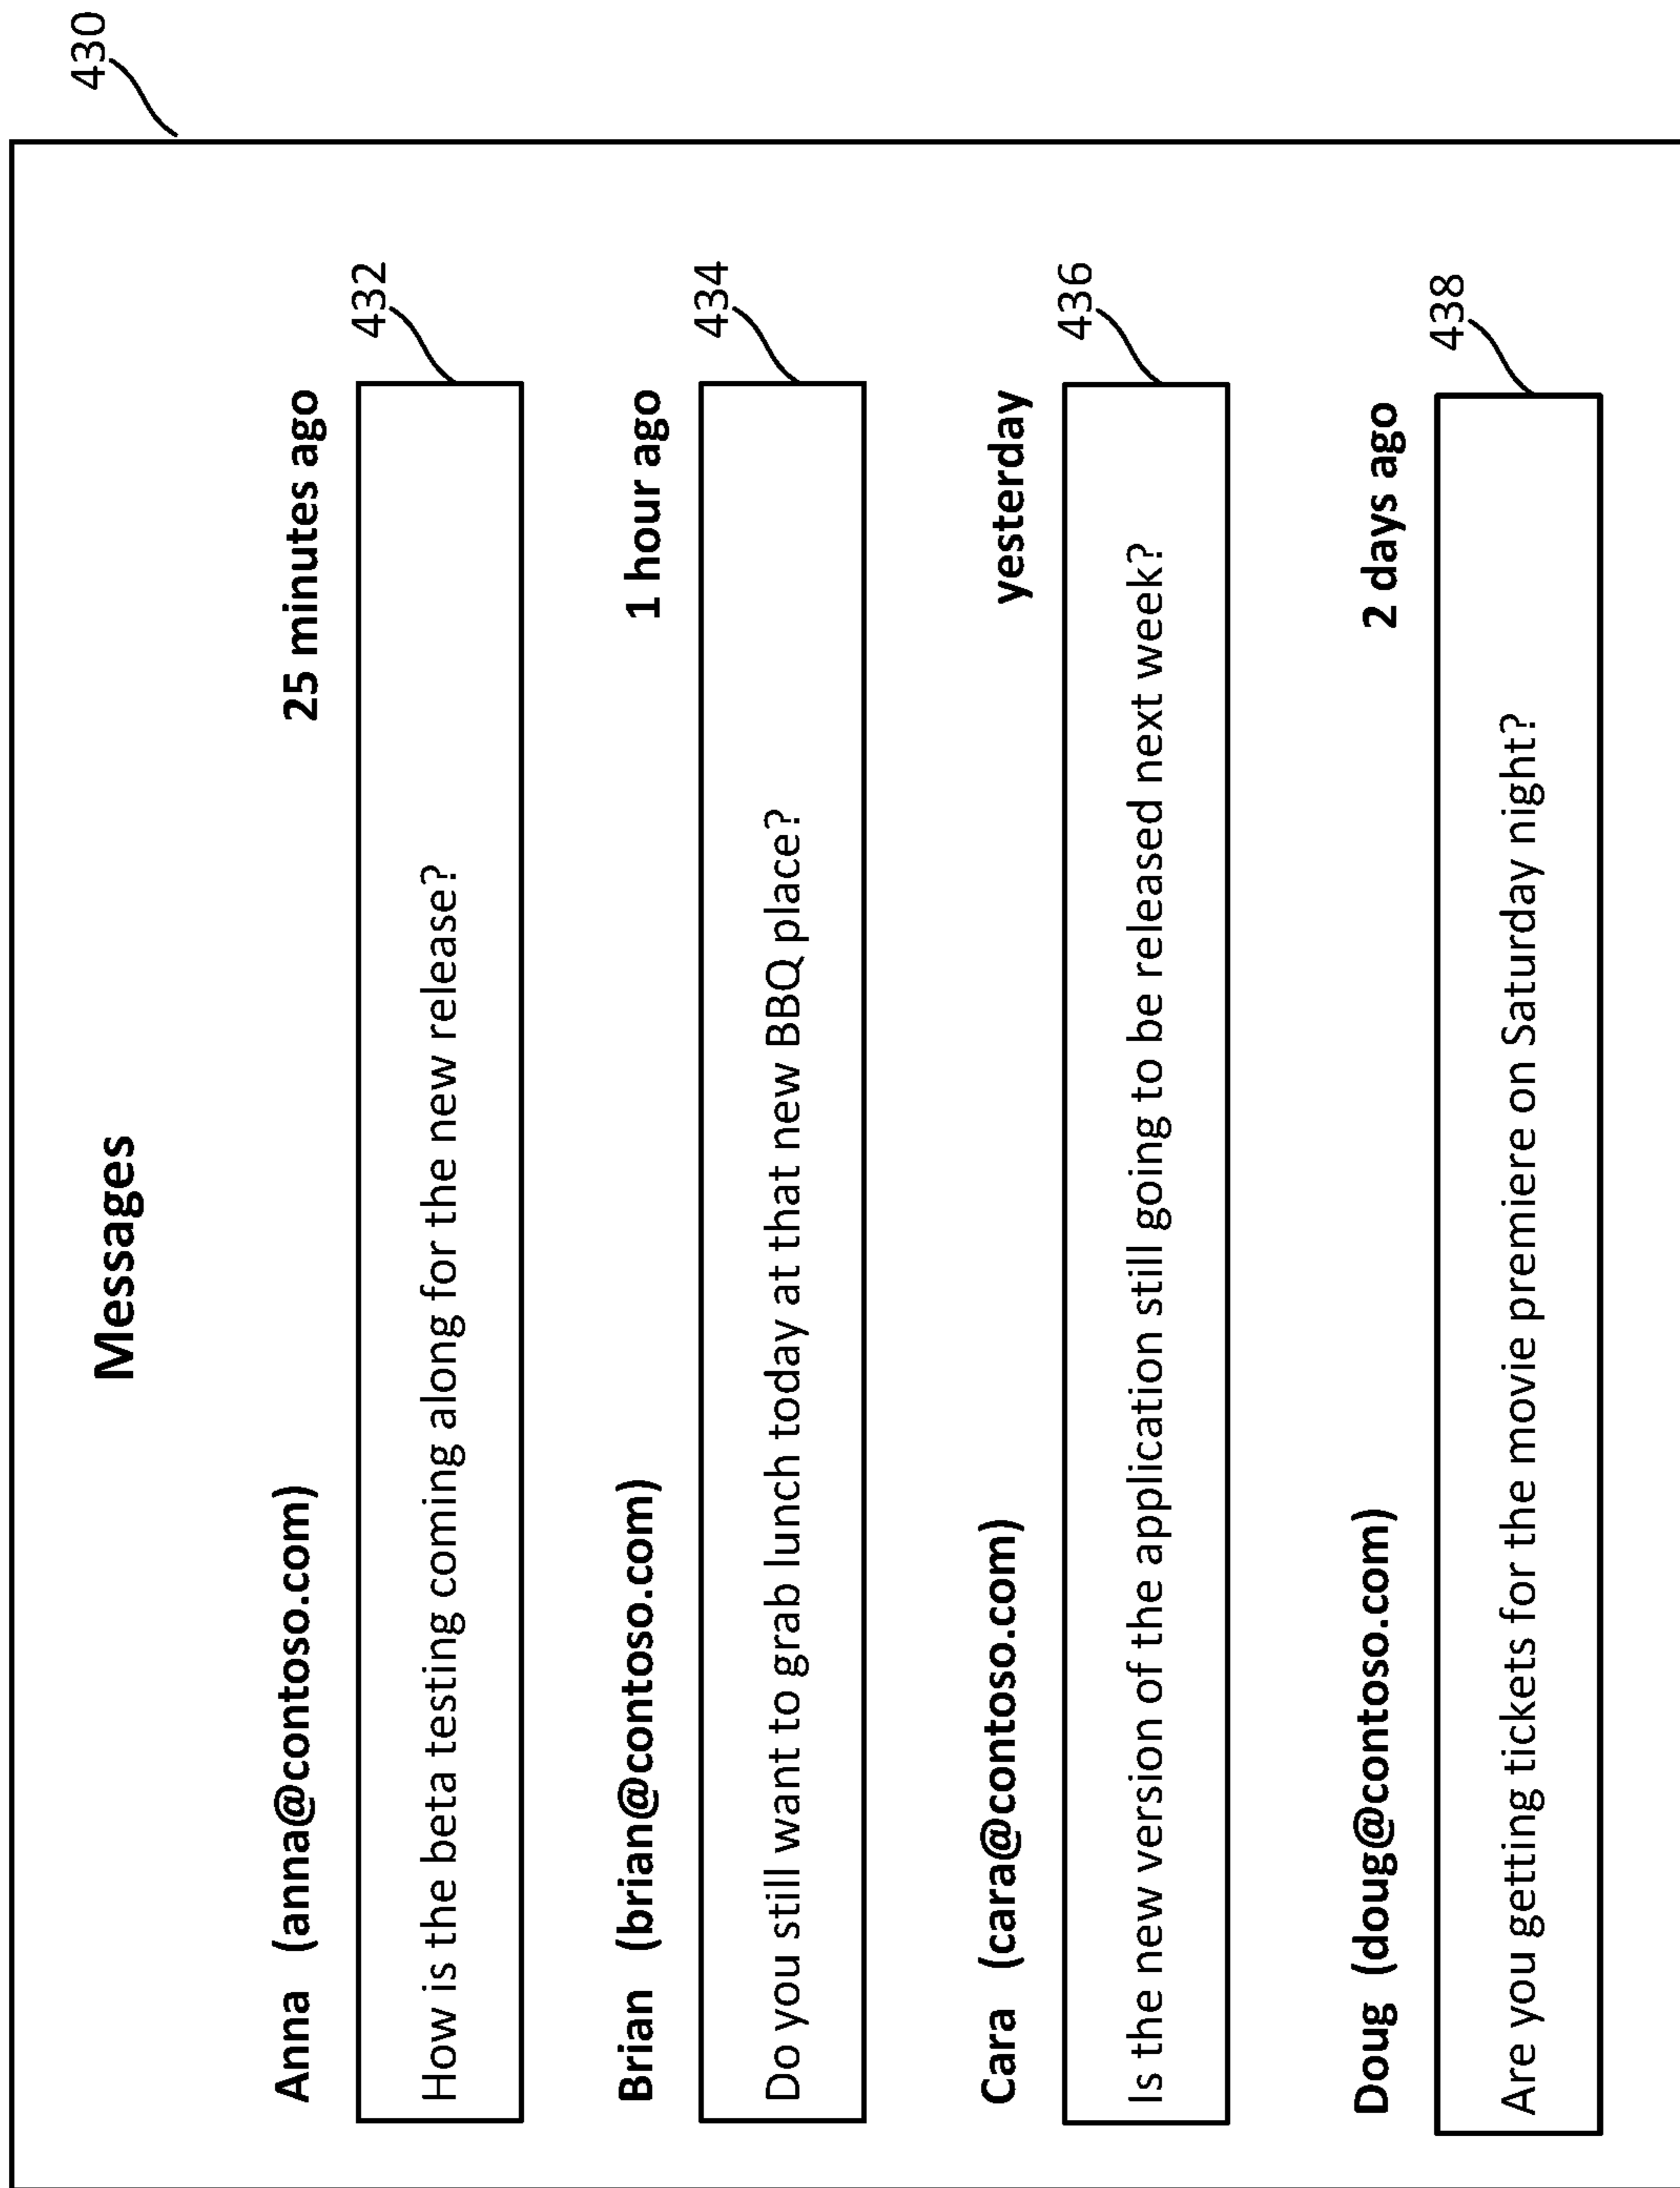 430
Messages
Anna (anna@contoso.com) 25 minutes ago
432
How is the beta testing coming along for the new release?
Brian (brian@contoso.com) 1 hour ago
434
Do you still want to grab lunch today at that new BBQ place?
Cara (cara@contoso.com) yesterday
436
Is the new version of the application still going to be released next week?
Doug (doug@contoso.com) 2 days ago
438
Are you getting tickets for the movie premiere on Saturday night?